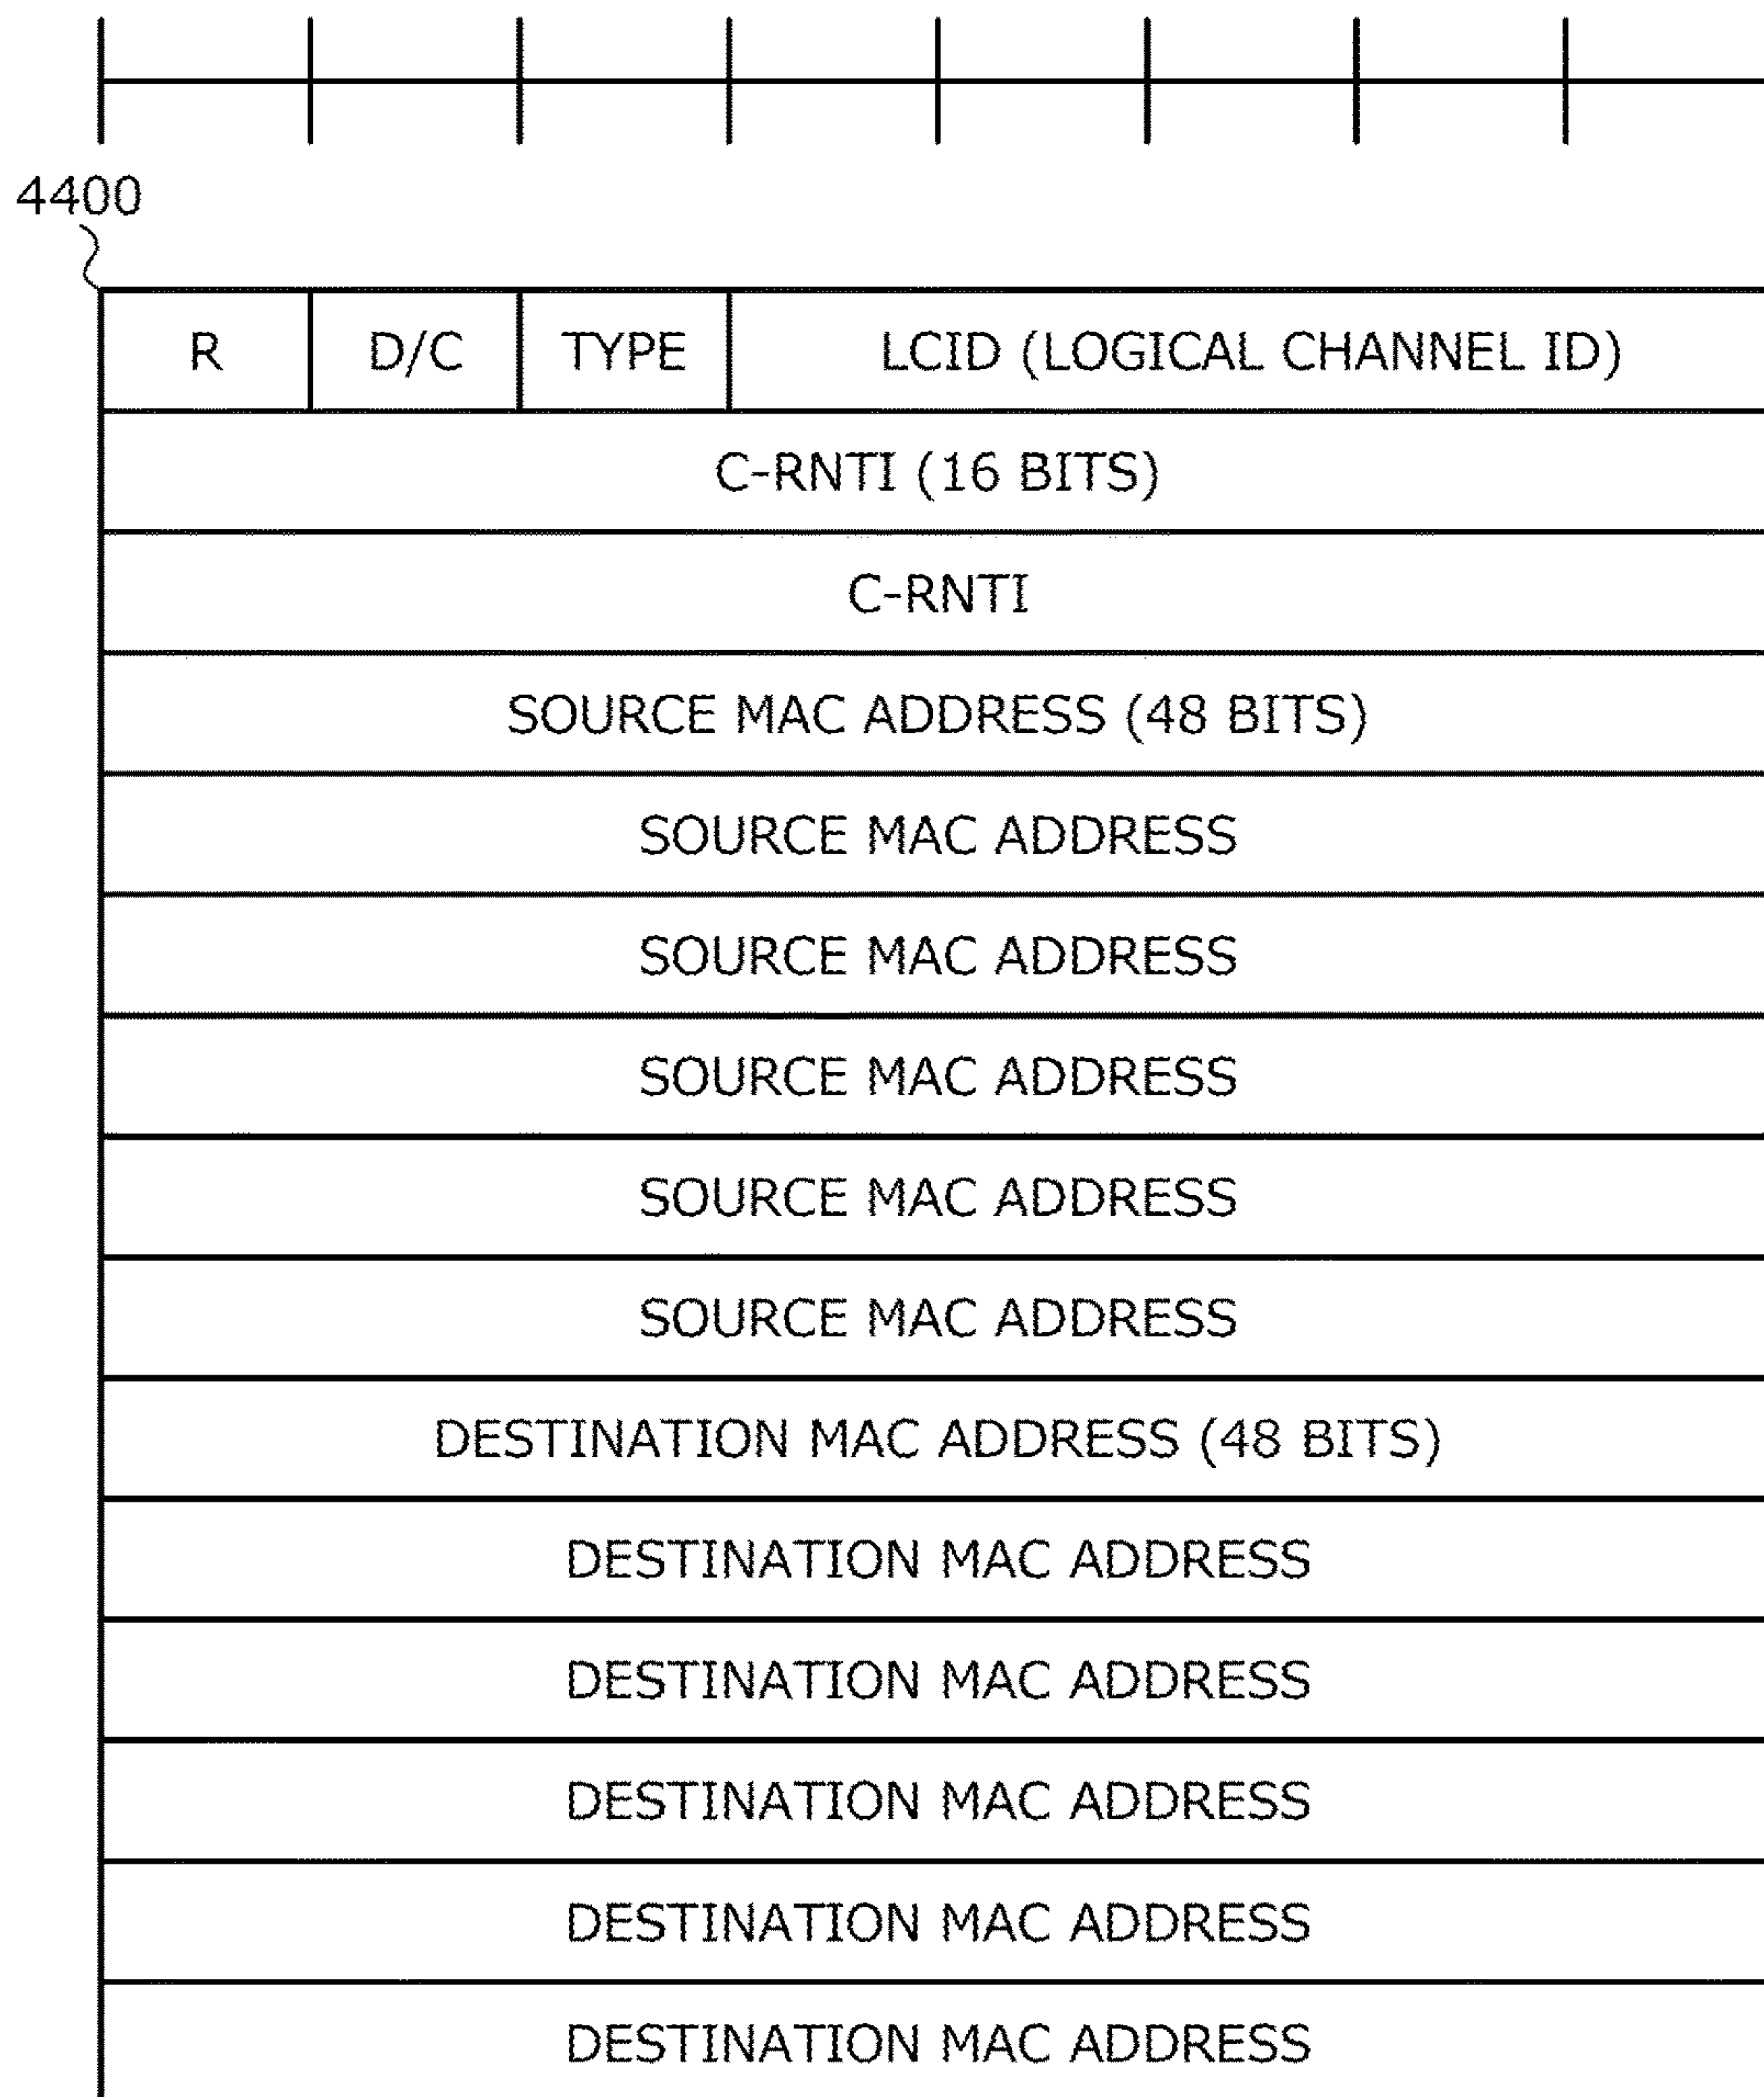 4400
R D/C TYPE LCID (LOGICAL CHANNEL ID)
C-RNTI (16 BITS)
C-RNTI
SOURCE MAC ADDRESS (48 BITS)
SOURCE MAC ADDRESS
SOURCE MAC ADDRESS
SOURCE MAC ADDRESS
SOURCE MAC ADDRESS
SOURCE MAC ADDRESS
DESTINATION MAC ADDRESS (48 BITS)
DESTINATION MAC ADDRESS
DESTINATION MAC ADDRESS
DESTINATION MAC ADDRESS
DESTINATION MAC ADDRESS
DESTINATION MAC ADDRESS